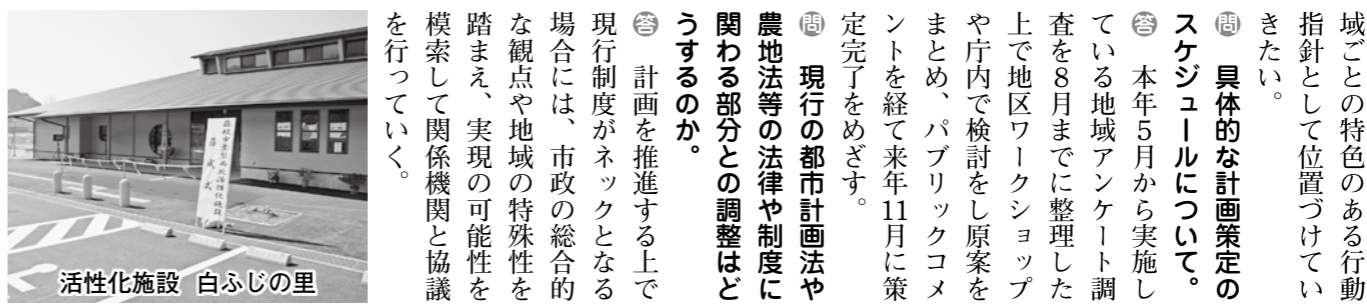 域ごとの特色のある行動
指針として位置づけてい
きたい。
問　具体的な計画策定の
スケジュールについて。
答　本年5月から実施し
ている地域アンケート調
査を8月までに整理した
上で地区ワークショップ
や庁内で検討をし原案を
まとめ、パブリックコメ
ントを経て来年11月に策
定完了をめざす。
問　現行の都市計画法や
農地法等の法律や制度に
関わる部分との調整はど
うするのか。
答　計画を推進する上で
現行制度がネックとなる
場合には、市政の総合的
な観点や地域の特殊性を
踏まえ、実現の可能性を
模索して関係機関と協議
を行っていく。
活性化施設 白ふじの里